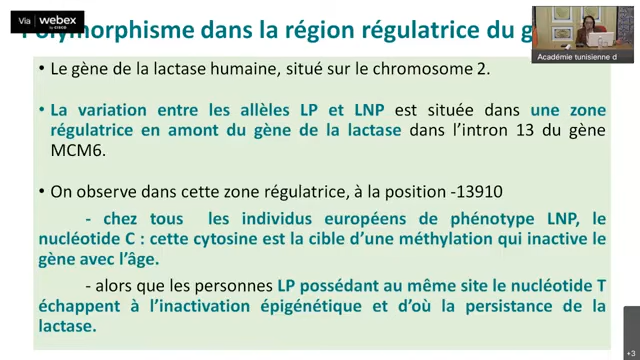 Via webex
BY CISCO
Polymorphisme dans la région régulatrice du g
Académie tunisienne d
• Le gène de la lactase humaine, situé sur le chromosome 2.
• La variation entre les allèles LP et LNP est située dans une zone
régulatrice en amont du gène de la lactase dans l'intron 13 du gène
MCM6.
• On observe dans cette zone régulatrice, à la position -13910
- chez tous les individus européens de phénotype LNP, le
nucléotide C : cette cytosine est la cible d'une méthylation qui inactive le
gène avec l'âge.
- alors que les personnes LP possédant au même site le nucléotide T
échappent à l'inactivation épigénétique et d'où la persistance de la
lactase.
+3